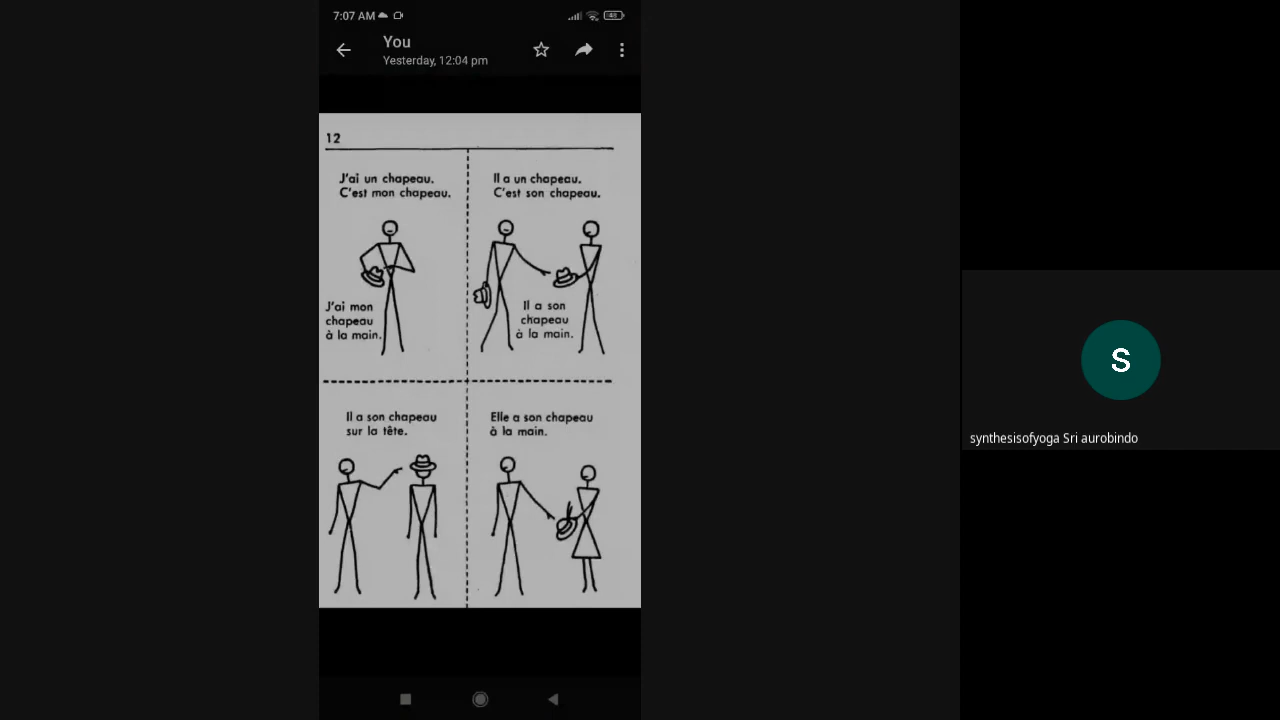 7:07 AM
48
You
Yesterday, 12:04 pm
12
J'ai un chapeau.
C'est mon chapeau.
J'ai mon
chapeau
à la main.
Il a un chapeau.
C'est son chapeau.
Il a son
chapeau
à la main.
Il a son chapeau
sur la tête.
Elle a son chapeau
à la main.
S
synthesisofyoga Sri aurobindo